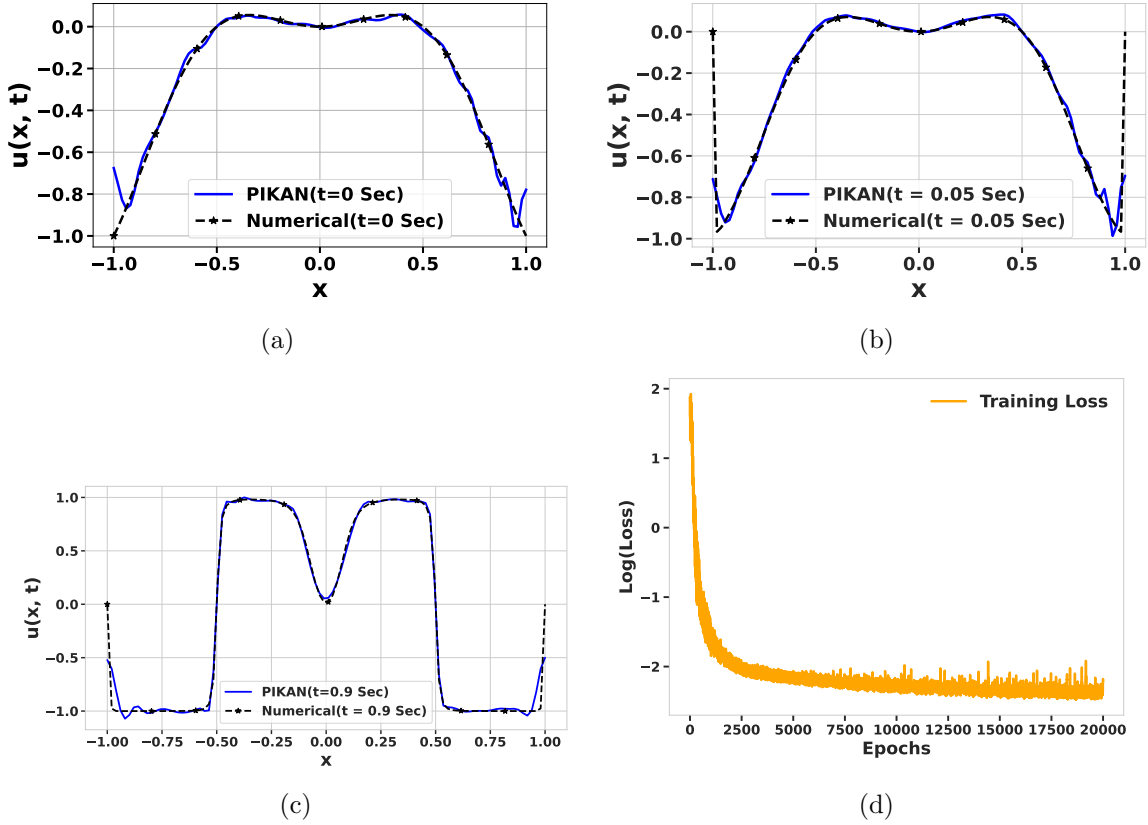 0.0
−0.2
−0.4
−0.6
−0.8
−1.0
u(x, t)
PIKAN(t=0 Sec)
Numerical(t=0 Sec)
−1.0 −0.5 0.0 0.5 1.0
x
(a)
0.0
−0.2
−0.4
−0.6
−0.8
−1.0
u(x, t)
PIKAN(t = 0.05 Sec)
Numerical(t = 0.05 Sec)
−1.0 −0.5 0.0 0.5 1.0
x
(b)
1.0
0.5
0.0
−0.5
−1.0
u(x, t)
PIKAN(t=0.9 Sec)
Numerical(t = 0.9 Sec)
−1.00 −0.75 −0.50 −0.25 0.00 0.25 0.50 0.75 1.00
x
(c)
2
1
0
−1
−2
Log(Loss)
Training Loss
0 2500 5000 7500 10000 12500 15000 17500 20000
Epochs
(d)